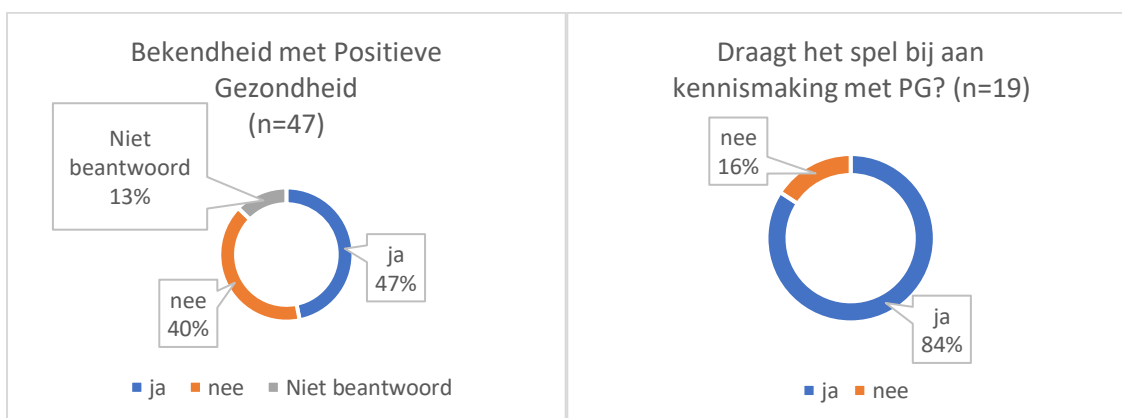 Bekendheid met Positieve
Gezondheid
(n=47)
Niet
beantwoord
13%
ja
47%
nee
40%
ja nee Niet beantwoord
Draagt het spel bij aan
kennismaking met PG? (n=19)
nee
16%
ja
84%
ja nee